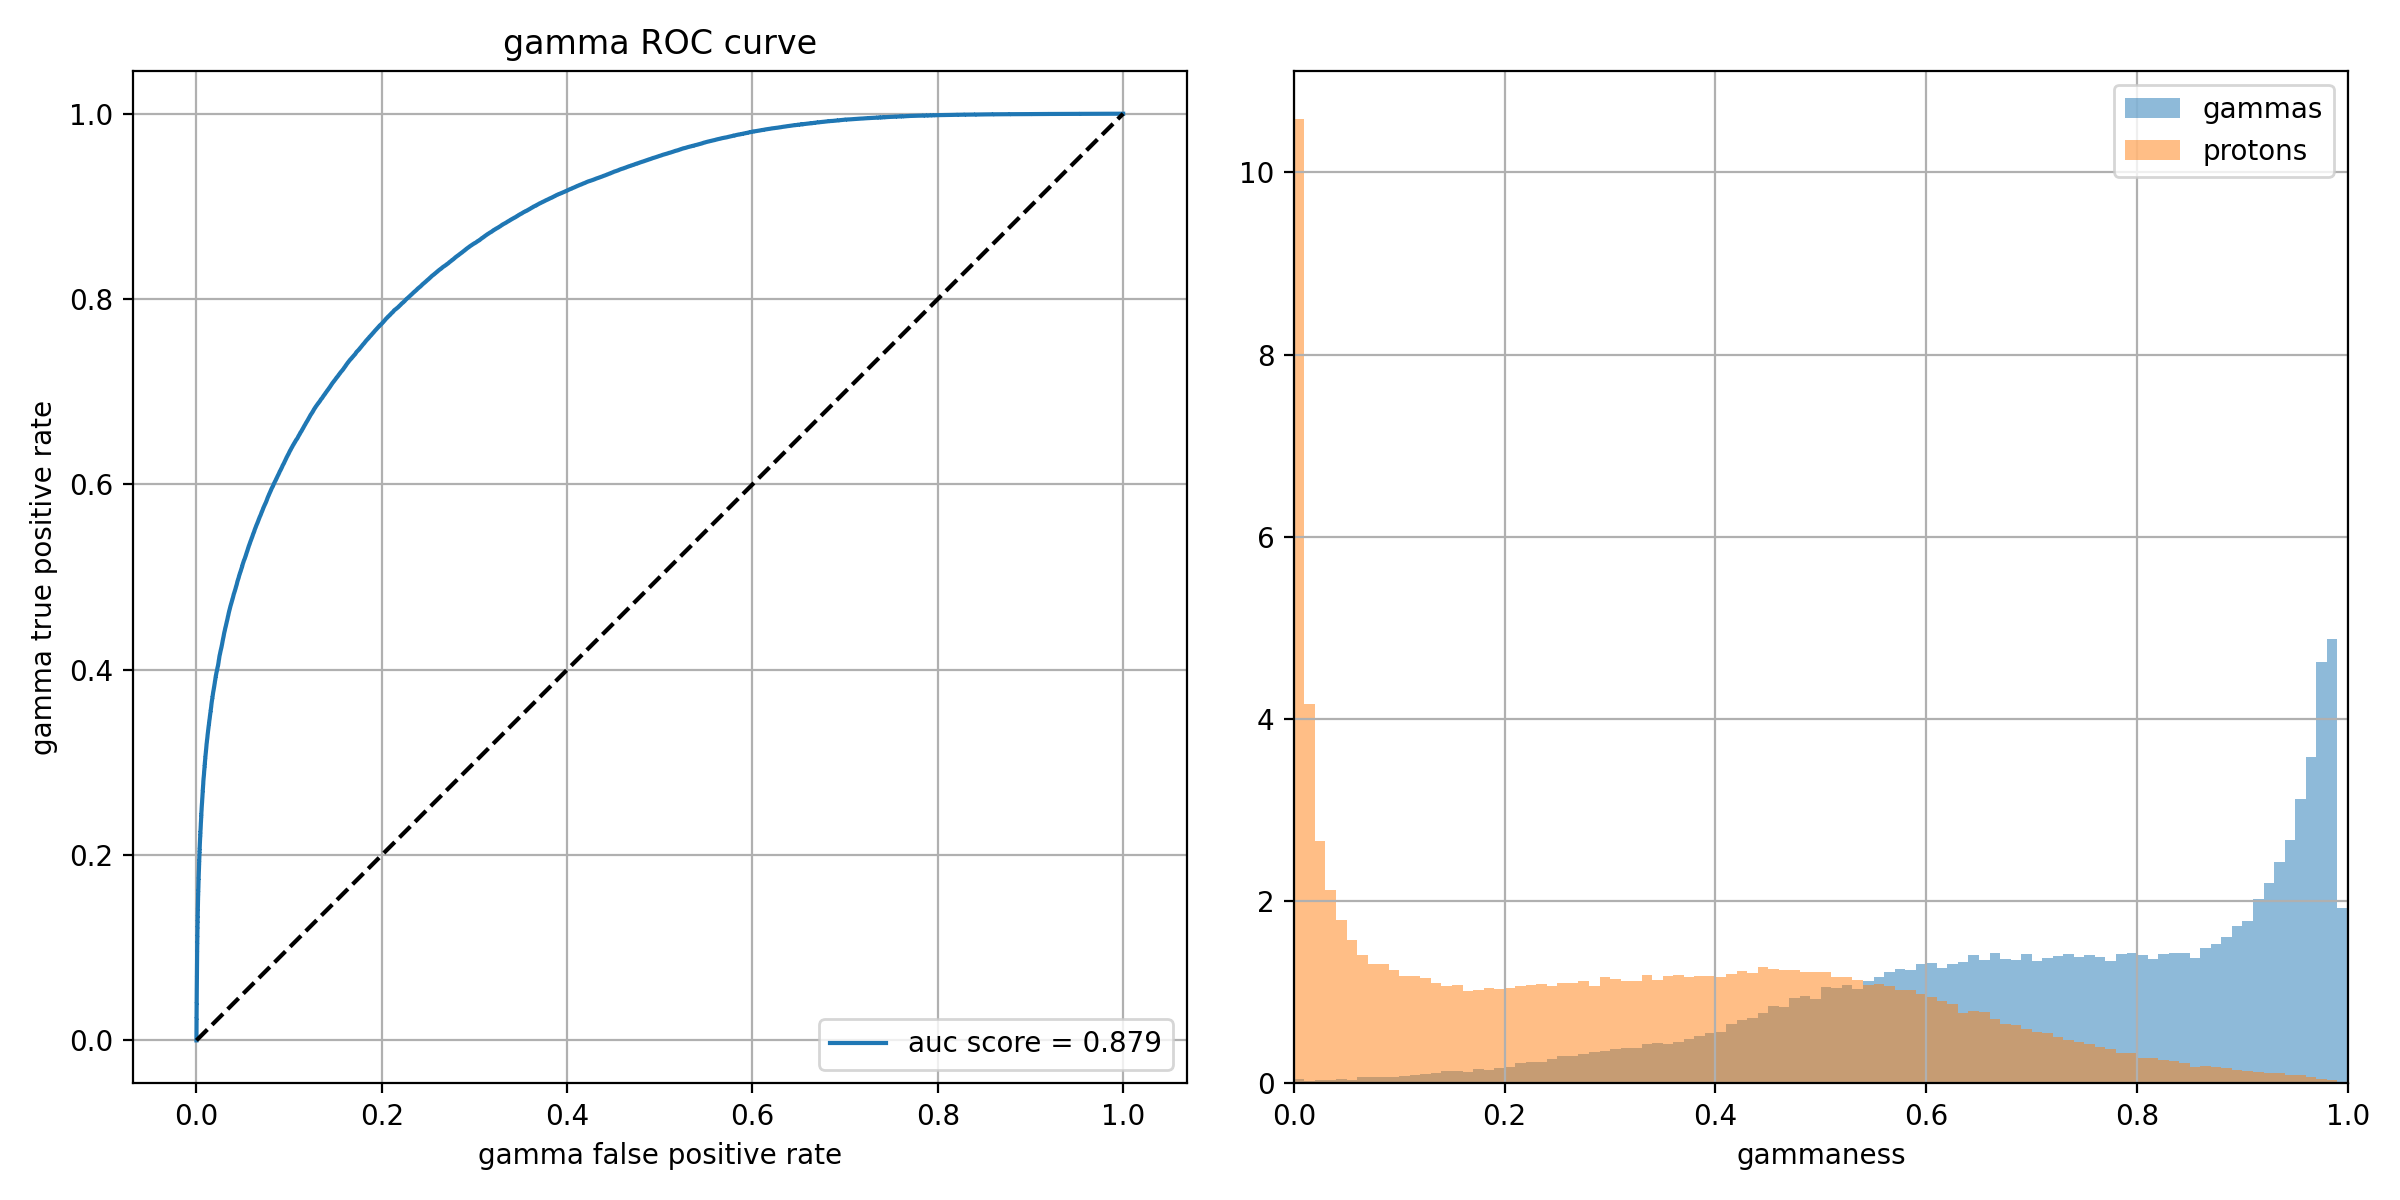 gamma ROC curve
1.0
0.8
0.6
0.4
0.2
0.0
gamma true positive rate
auc score = 0.879
0.0 0.2 0.4 0.6 0.8 1.0
gamma false positive rate
gammas
protons
10
8
6
4
2
0
0.0 0.2 0.4 0.6 0.8 1.0
gammaness